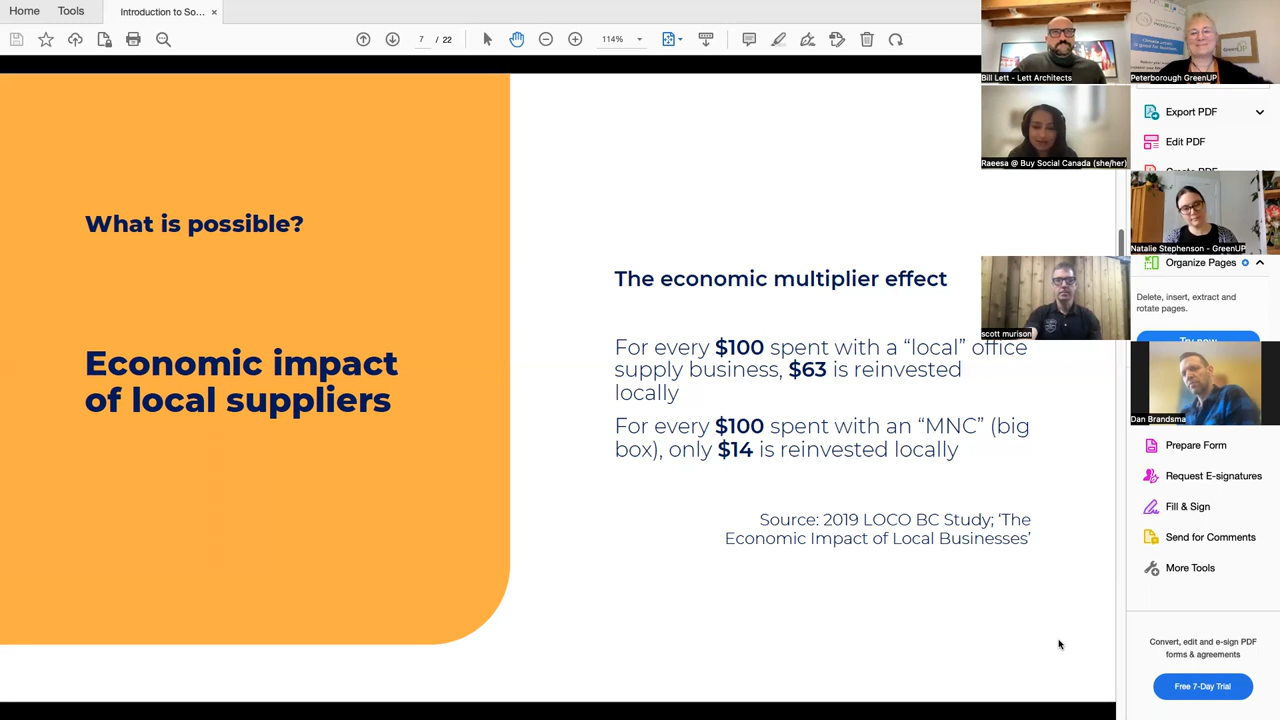 Home
Tools
Introduction to So...
×
7
/ 22
114%
What is possible?
Economic impact
of local suppliers
The economic multiplier effect
For every $100 spent with a “local” office
supply business, $63 is reinvested
locally
For every $100 spent with an “MNC” (big
box), only $14 is reinvested locally
Source: 2019 LOCO BC Study; ‘The
Economic Impact of Local Businesses’
Bill Lett - Lett Architects
Peterborough GreenUP
Raeesa @ Buy Social Canada (she/her)
Natalie Stephenson - GreenUP
scott murison
Dan Brandsma
Export PDF
Edit PDF
Create PDF
Organize Pages
Delete, insert, extract and
rotate pages.
Try now
Prepare Form
Request E-signatures
Fill & Sign
Send for Comments
More Tools
Convert, edit and e-sign PDF
forms & agreements
Free 7-Day Trial